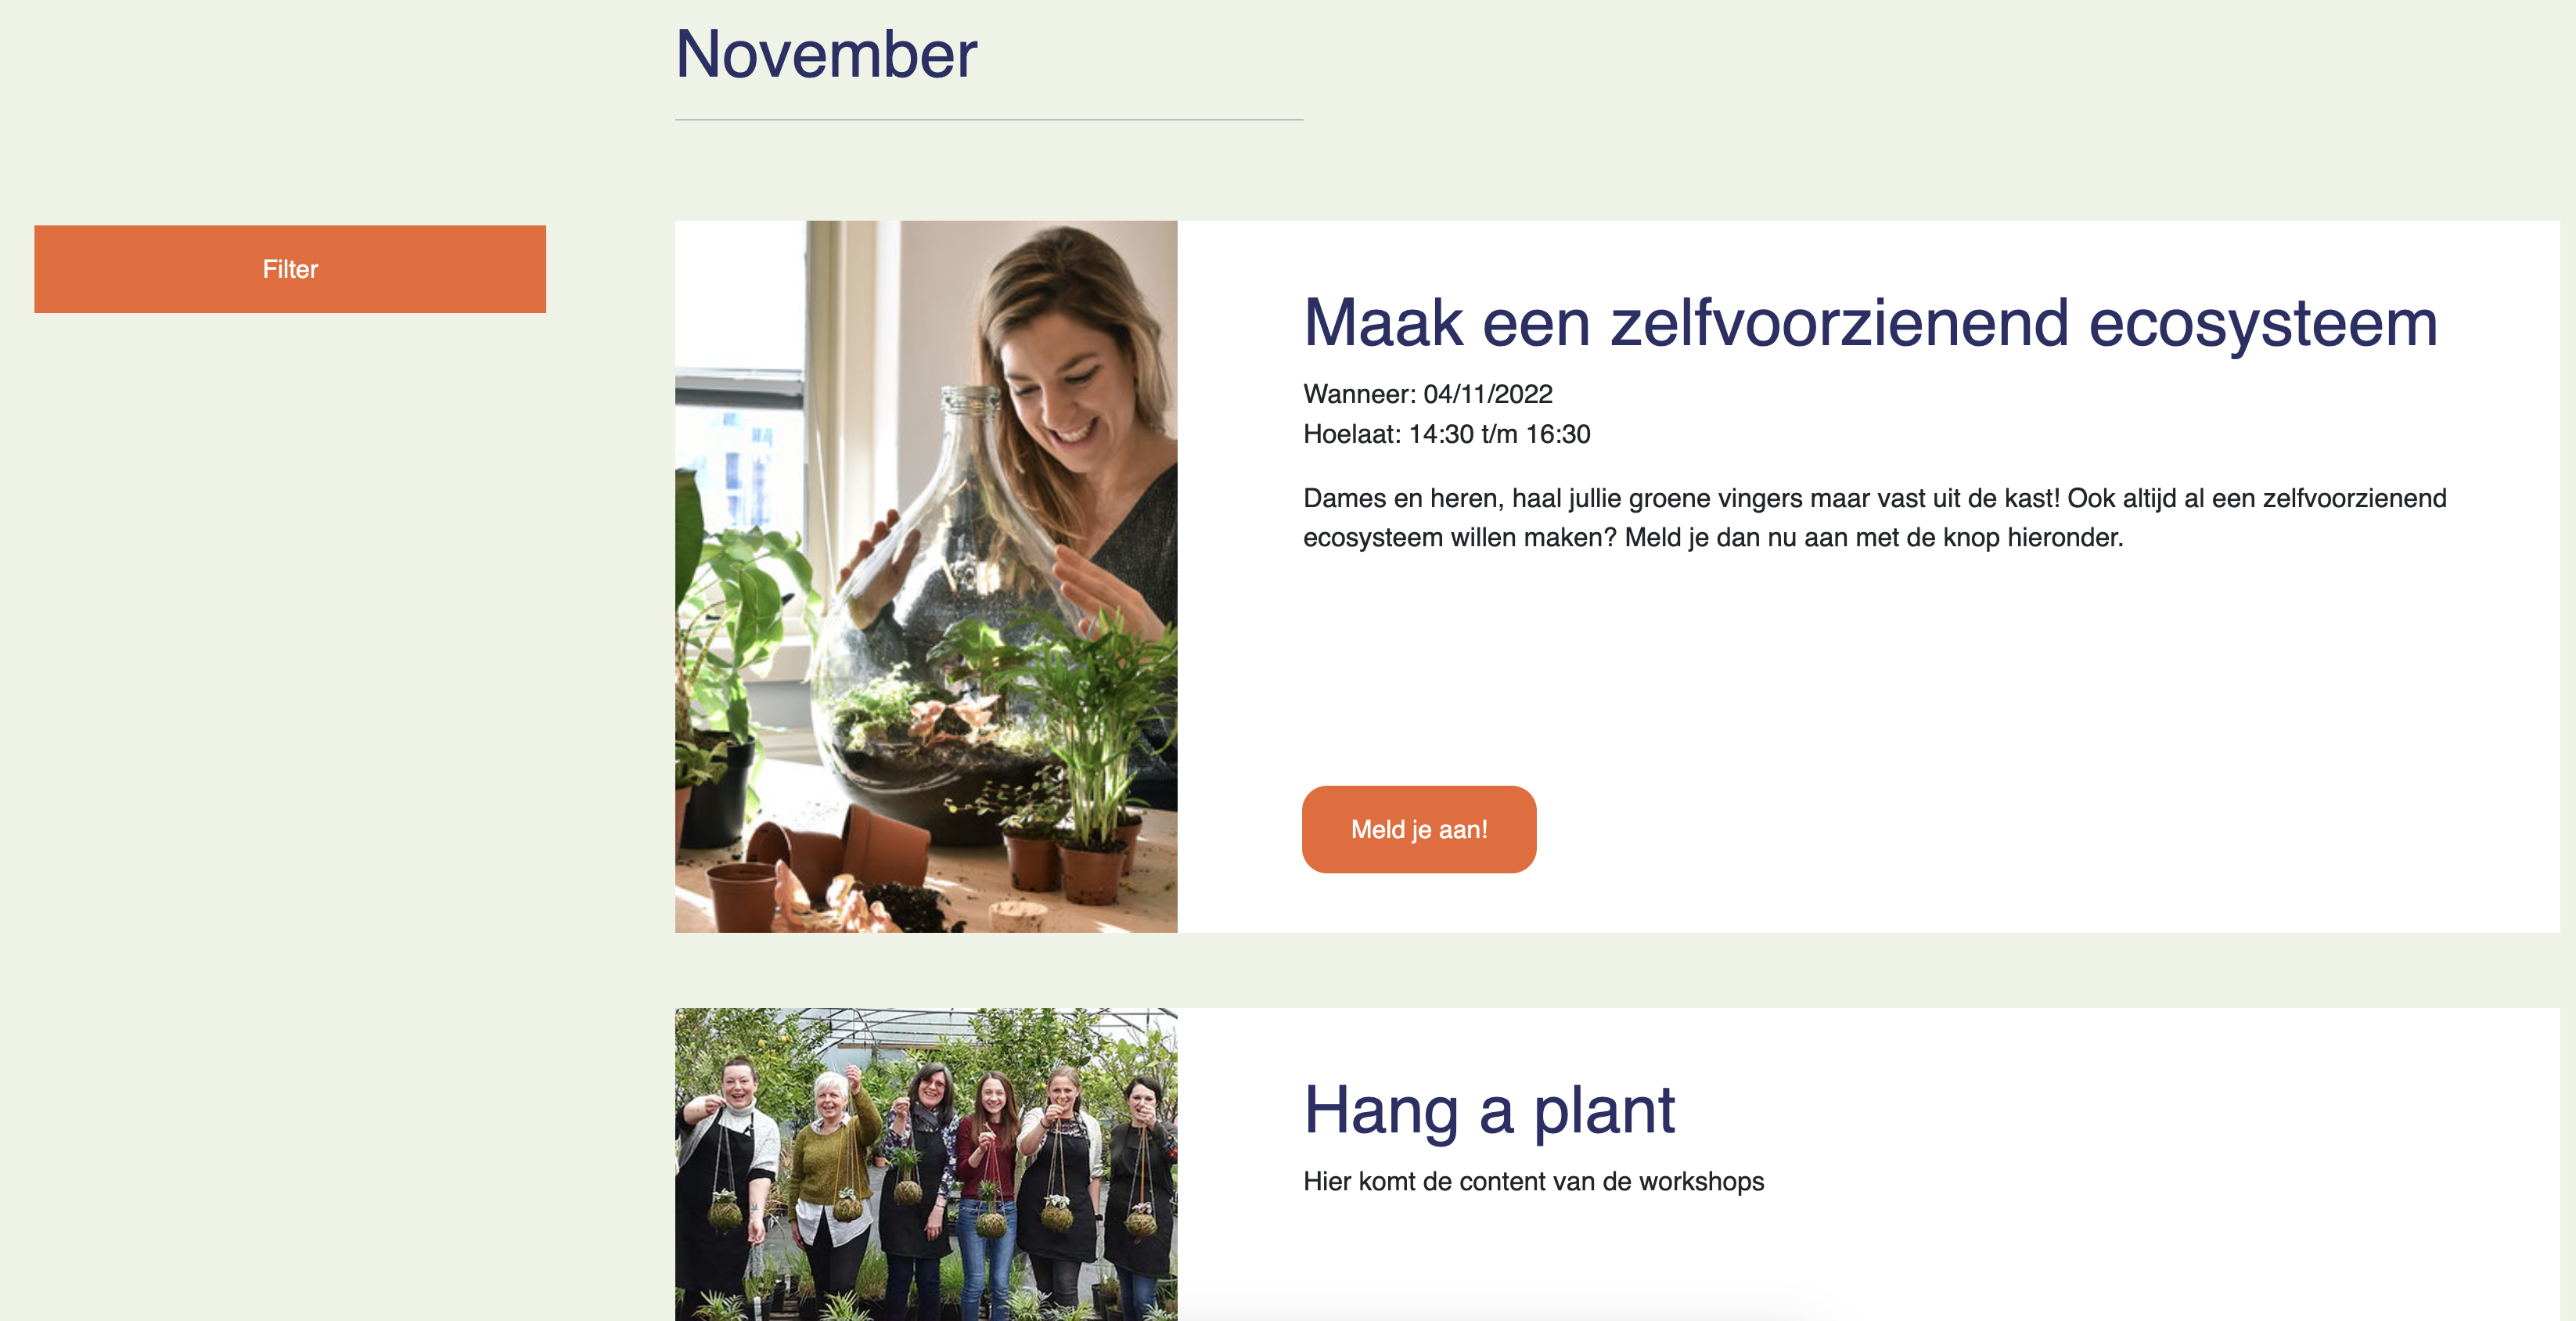 November
Filter
Maak een zelfvoorzienend ecosysteem
Wanneer: 04/11/2022
Hoelaat: 14:30 t/m 16:30
Dames en heren, haal jullie groene vingers maar vast uit de kast! Ook altijd al een zelfvoorzienend
ecosysteem willen maken? Meld je dan nu aan met de knop hieronder.
Meld je aan!
Hang a plant
Hier komt de content van de workshops